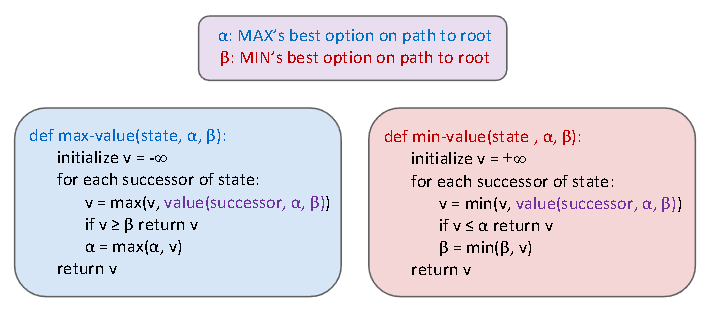 α: MAX's best option on path to root
β: MIN's best option on path to root
def max-value(state, α, β):
initialize v = -∞
for each successor of state:
v = max(v, value(successor, α, β))
if v ≥ β return v
α = max(α, v)
return v
def min-value(state , α, β):
initialize v = +∞
for each successor of state:
v = min(v, value(successor, α, β))
if v ≤ α return v
β = min(β, v)
return v